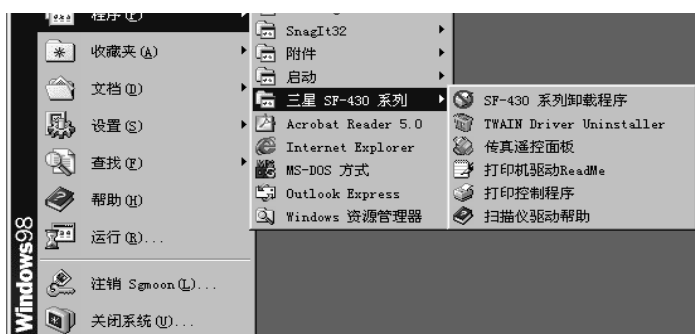 程序(P)
收藏夹(A)
文档(D)
设置(S)
查找(F)
帮助(H)
运行(R)...
注销 Sgmoon(L)...
关闭系统(U)...
Windows98
SnagIt32
附件
启动
三星 SF-430 系列
Acrobat Reader 5.0
Internet Explorer
MS-DOS 方式
Outlook Express
Windows 资源管理器
SF-430 系列卸载程序
TWAIN Driver Uninstaller
传真遥控面板
打印机驱动ReadMe
打印控制程序
扫描仪驱动帮助